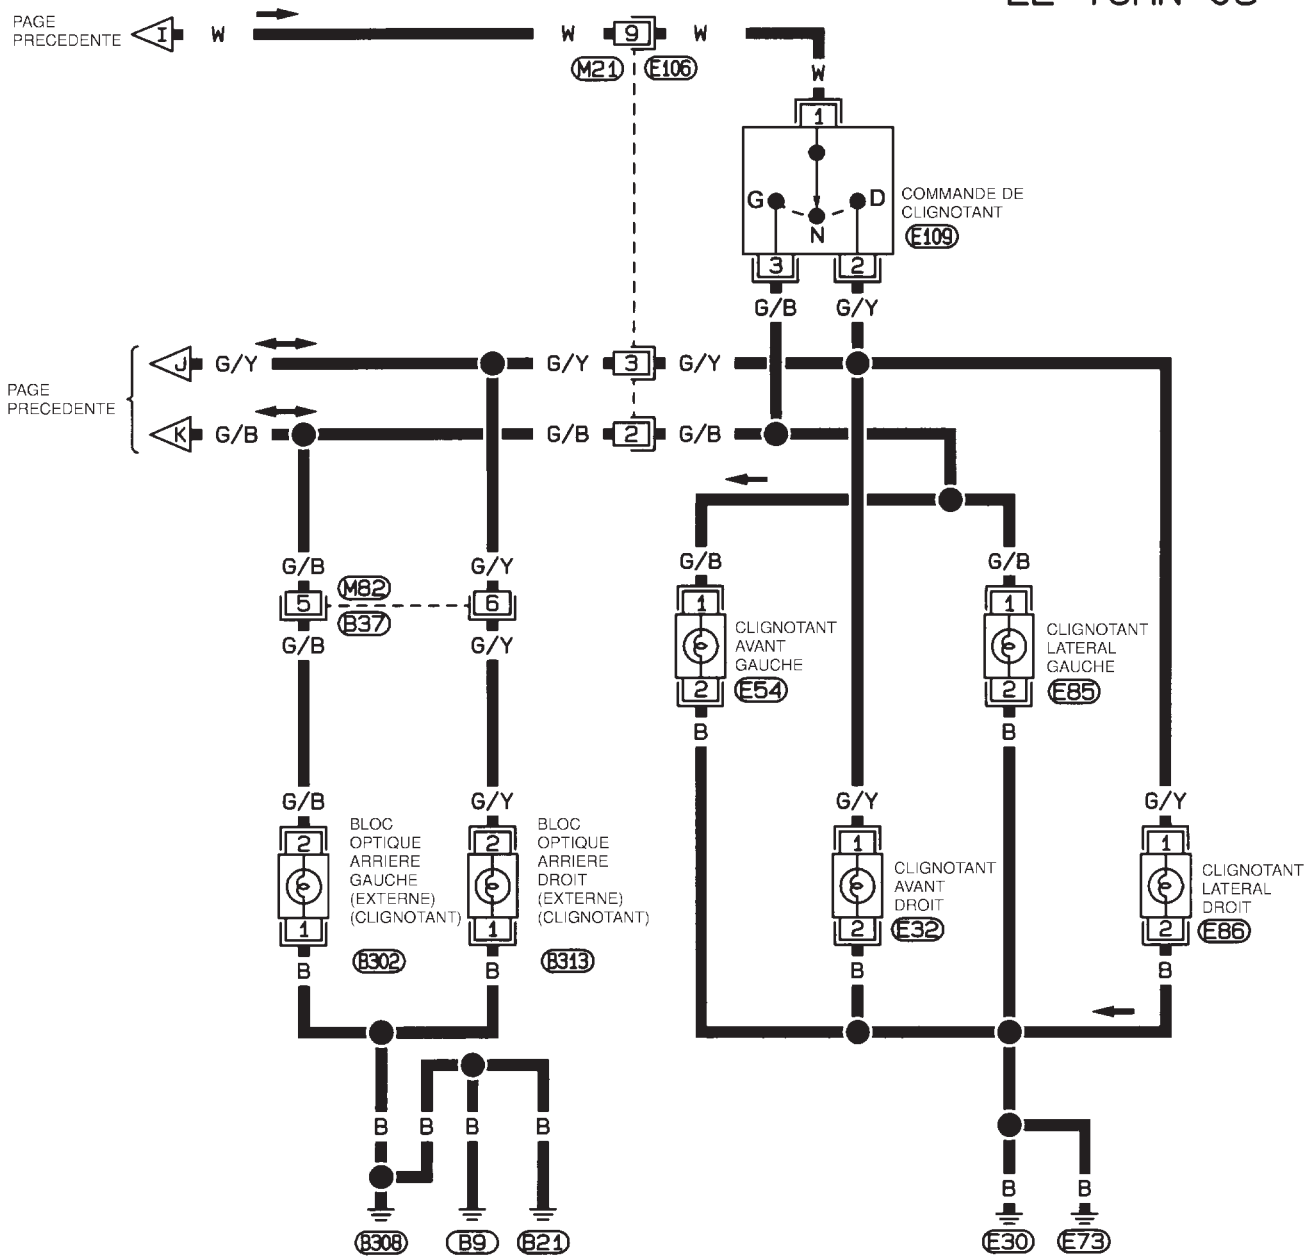 PAGE
PRECEDENTE
I W W 9 W
M21 E106
W
1
G D
N
COMMANDE DE
CLIGNOTANT
E109
3 2
G/B G/Y
PAGE
PRECEDENTE
J G/Y G/Y 3 G/Y
K G/B G/B 2 G/B
G/B G/Y G/B G/B
5 M82 6
B37
G/B G/Y
1
CLIGNOTANT
AVANT
GAUCHE
2 E54
B
1
CLIGNOTANT
LATERAL
GAUCHE
2 E85
B
G/B G/Y G/Y G/Y
2
BLOC
OPTIQUE
ARRIERE
GAUCHE
(EXTERNE)
(CLIGNOTANT)
1
B302
B
2
BLOC
OPTIQUE
ARRIERE
DROIT
(EXTERNE)
(CLIGNOTANT)
1
B313
B
1
CLIGNOTANT
AVANT
DROIT
2 E32
B
1
CLIGNOTANT
LATERAL
DROIT
2 E86
B
B B B B
B B
B308 B9 B21
E30 E73